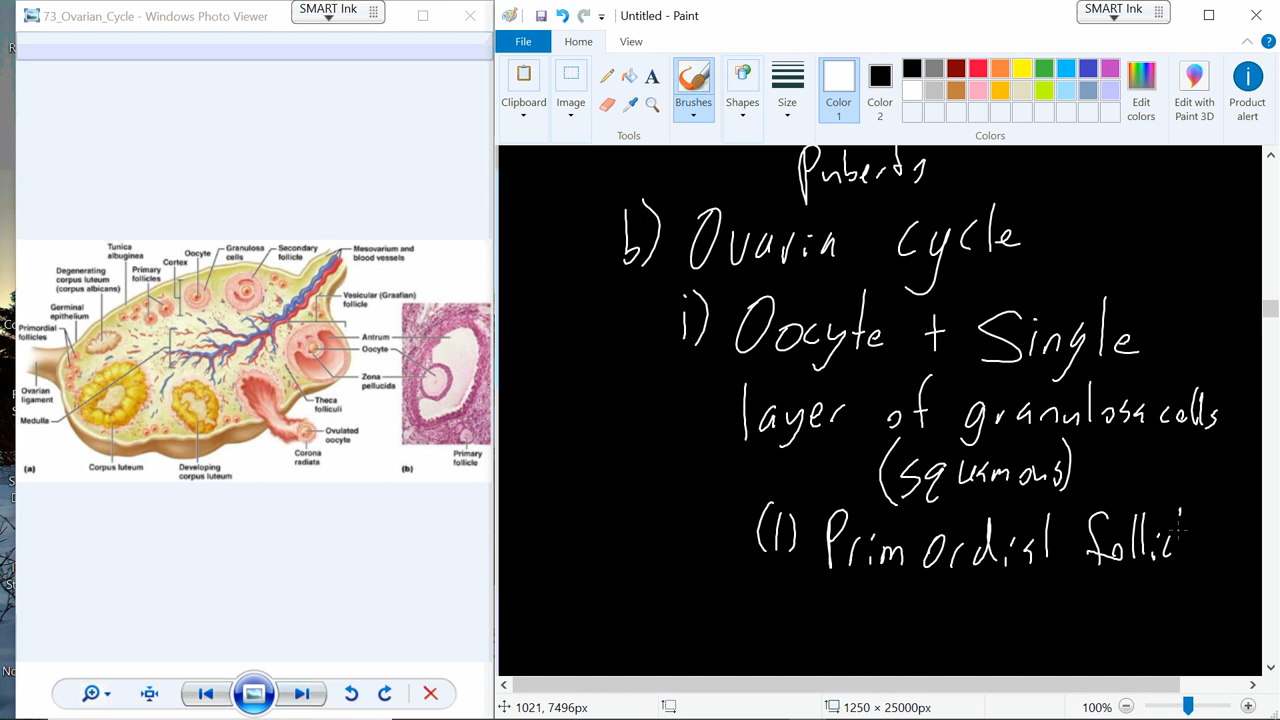 73_Ovarian_Cycle - Windows Photo Viewer
SMART Ink
Untitled - Paint
SMART Ink
File
Home
View
Clipboard
Image
Tools
Brushes
Shapes
Size
Color 1
Color 2
Colors
Edit colors
Edit with Paint 3D
Product alert
Tunica albuginea
Oocyte
Granulosa cells
Secondary follicle
Mesovarium and blood vessels
Degenerating corpus luteum (corpus albicans)
Primary follicles
Cortex
Germinal epithelium
Vesicular (Graafian) follicle
Primordial follicles
Antrum
Oocyte
Zona pellucida
Ovarian ligament
Theca folliculi
Medulla
Ovulated oocyte
Corona radiata
Corpus luteum
Developing corpus luteum
Primary follicle
(a)
(b)
b) Ovaria cycle
i) Oocyte + Single
layer of granulosa cells
(squamous)
(1) Primordial follic
1021, 7496px
1250 × 25000px
100%